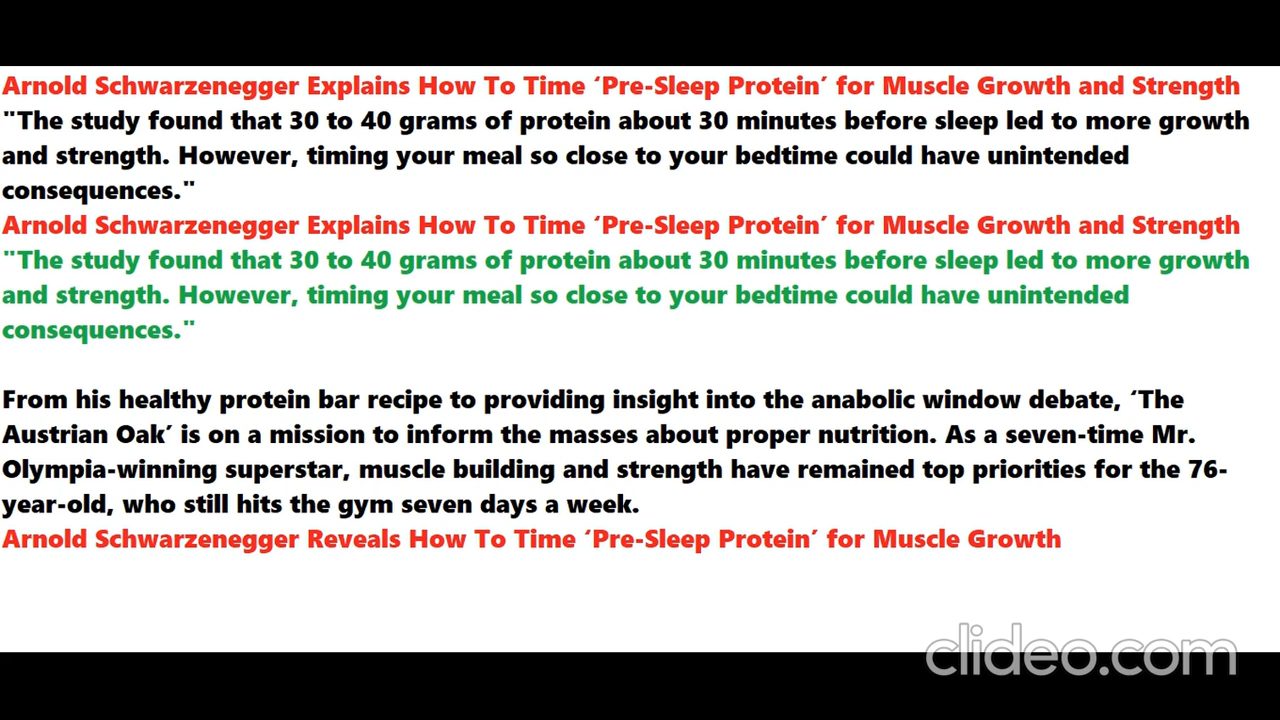 Arnold Schwarzenegger Explains How To Time ‘Pre-Sleep Protein’ for Muscle Growth and Strength
"The study found that 30 to 40 grams of protein about 30 minutes before sleep led to more growth
and strength. However, timing your meal so close to your bedtime could have unintended
consequences."
Arnold Schwarzenegger Explains How To Time ‘Pre-Sleep Protein’ for Muscle Growth and Strength
"The study found that 30 to 40 grams of protein about 30 minutes before sleep led to more growth
and strength. However, timing your meal so close to your bedtime could have unintended
consequences."
From his healthy protein bar recipe to providing insight into the anabolic window debate, ‘The
Austrian Oak’ is on a mission to inform the masses about proper nutrition. As a seven-time Mr.
Olympia-winning superstar, muscle building and strength have remained top priorities for the 76-
year-old, who still hits the gym seven days a week.
Arnold Schwarzenegger Reveals How To Time ‘Pre-Sleep Protein’ for Muscle Growth
clideo.com